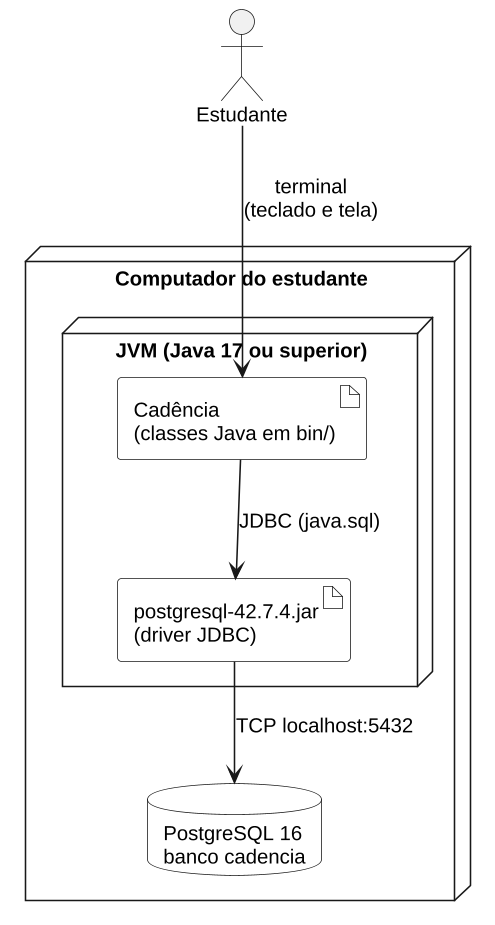 Estudante
terminal
(teclado e tela)
Computador do estudante
JVM (Java 17 ou superior)
Cadência
(classes Java em bin/)
JDBC (java.sql)
postgresql-42.7.4.jar
(driver JDBC)
TCP localhost:5432
PostgreSQL 16
banco cadencia